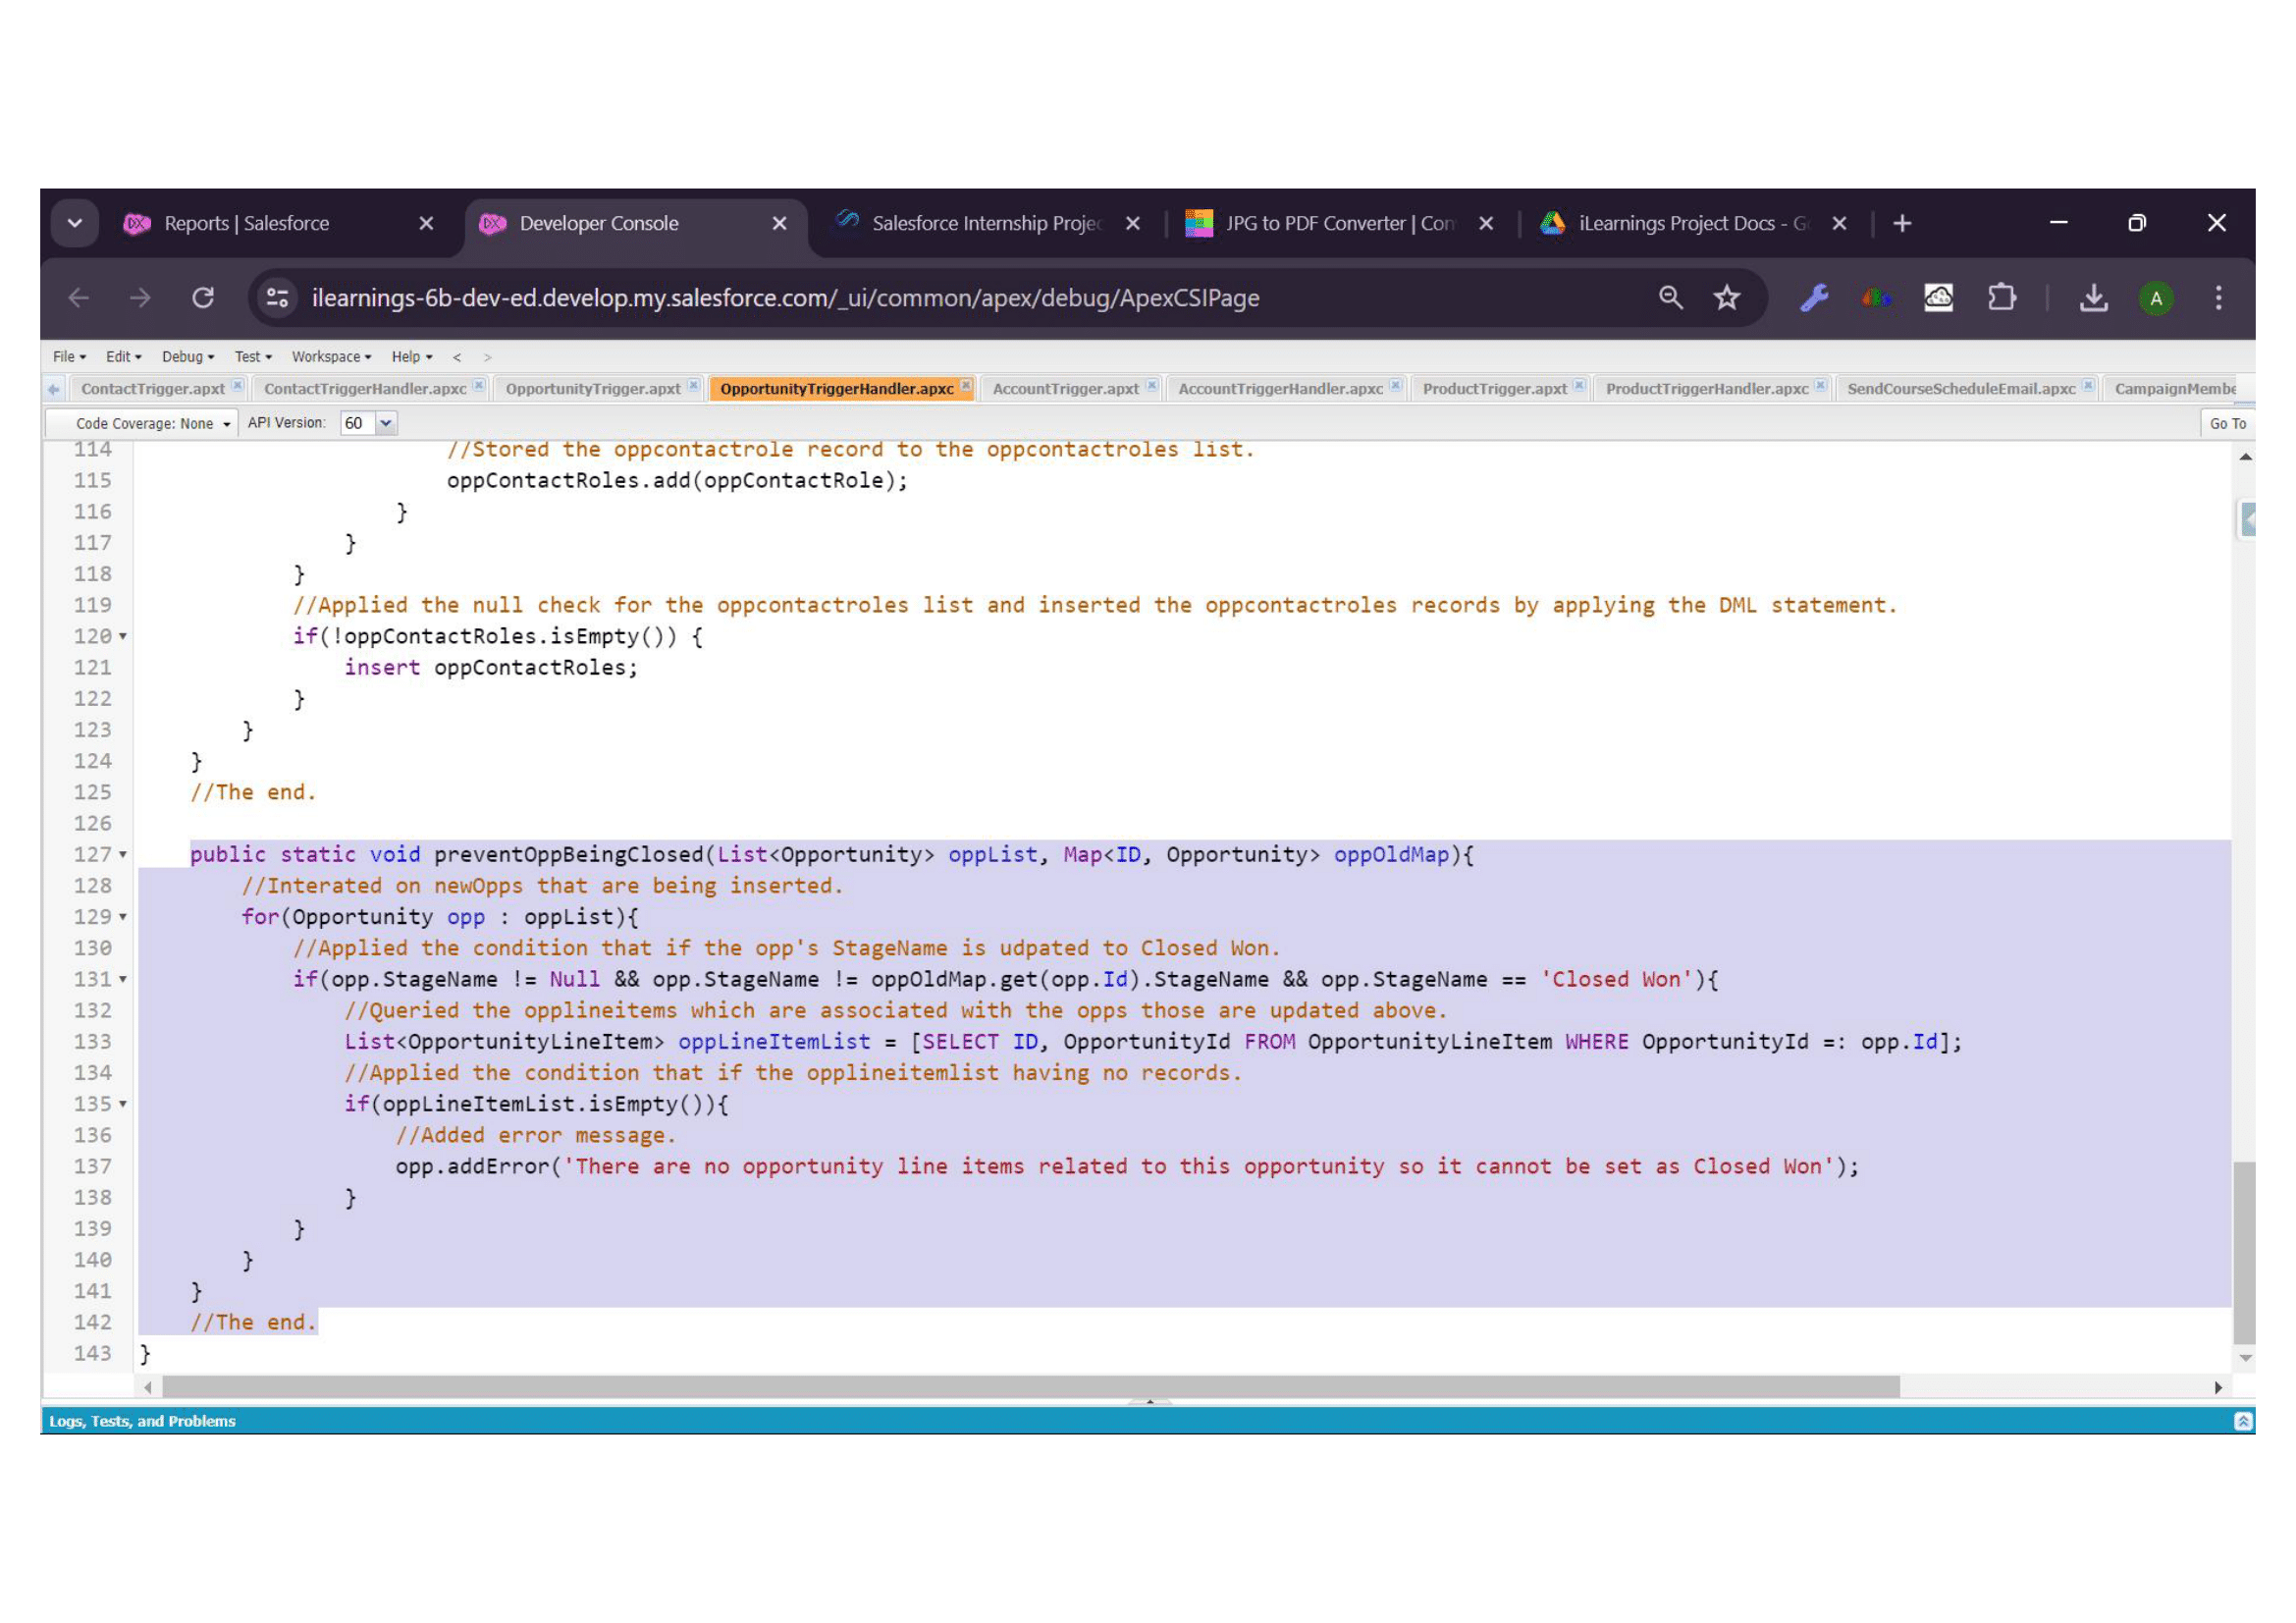 Reports | Salesforce
Developer Console
Salesforce Internship Projec
JPG to PDF Converter | Con
iLearnings Project Docs - G
ilearnings-6b-dev-ed.develop.my.salesforce.com/_ui/common/apex/debug/ApexCSIPage
A
File Edit Debug Test Workspace Help < >
ContactTrigger.apxt ContactTriggerHandler.apxc OpportunityTrigger.apxt OpportunityTriggerHandler.apxc AccountTrigger.apxt AccountTriggerHandler.apxc ProductTrigger.apxt ProductTriggerHandler.apxc SendCourseScheduleEmail.apxc CampaignMembe
Code Coverage: None API Version: 60 Go To
114 //Stored the oppcontactrole record to the oppcontactroles list.
115 oppContactRoles.add(oppContactRole);
116 }
117 }
118 }
119 //Applied the null check for the oppcontactroles list and inserted the oppcontactroles records by applying the DML statement.
120 if(!oppContactRoles.isEmpty()) {
121 insert oppContactRoles;
122 }
123 }
124 }
125 //The end.
126
127 public static void preventOppBeingClosed(List<Opportunity> oppList, Map<ID, Opportunity> oppOldMap){
128 //Interated on newOpps that are being inserted.
129 for(Opportunity opp : oppList){
130 //Applied the condition that if the opp's StageName is udpated to Closed Won.
131 if(opp.StageName != Null && opp.StageName != oppOldMap.get(opp.Id).StageName && opp.StageName == 'Closed Won'){
132 //Queried the opplineitems which are associated with the opps those are updated above.
133 List<OpportunityLineItem> oppLineItemList = [SELECT ID, OpportunityId FROM OpportunityLineItem WHERE OpportunityId =: opp.Id];
134 //Applied the condition that if the opplineitemlist having no records.
135 if(oppLineItemList.isEmpty()){
136 //Added error message.
137 opp.addError('There are no opportunity line items related to this opportunity so it cannot be set as Closed Won');
138 }
139 }
140 }
141 }
142 //The end.
143 }
Logs, Tests, and Problems